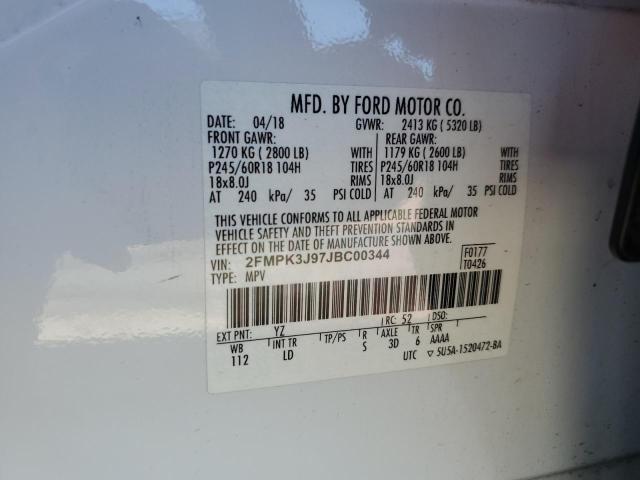 MFD. BY FORD MOTOR CO.
DATE: 04/18 GVWR: 2413 KG ( 5320 LB)
FRONT GAWR: REAR GAWR:
1270 KG ( 2800 LB) WITH 1179 KG ( 2600 LB) WITH
P245/60R18 104H TIRES P245/60R18 104H TIRES
18x8.0J RIMS 18x8.0J RIMS
AT 240 kPa/ 35 PSI COLD AT 240 kPa/ 35 PSI COLD
THIS VEHICLE CONFORMS TO ALL APPLICABLE FEDERAL MOTOR
VEHICLE SAFETY AND THEFT PREVENTION STANDARDS IN
EFFECT ON THE DATE OF MANUFACTURE SHOWN ABOVE.
VIN: 2FMPK3J97JBC00344 F0177
TYPE: MPV T0426
EXT PNT: YZ RC: 52 DSO:
WB INT TR TP/PS R AXLE TR SPR
112 LD S 3D 6 AAAA
UTC 5U5A-1520472-BA